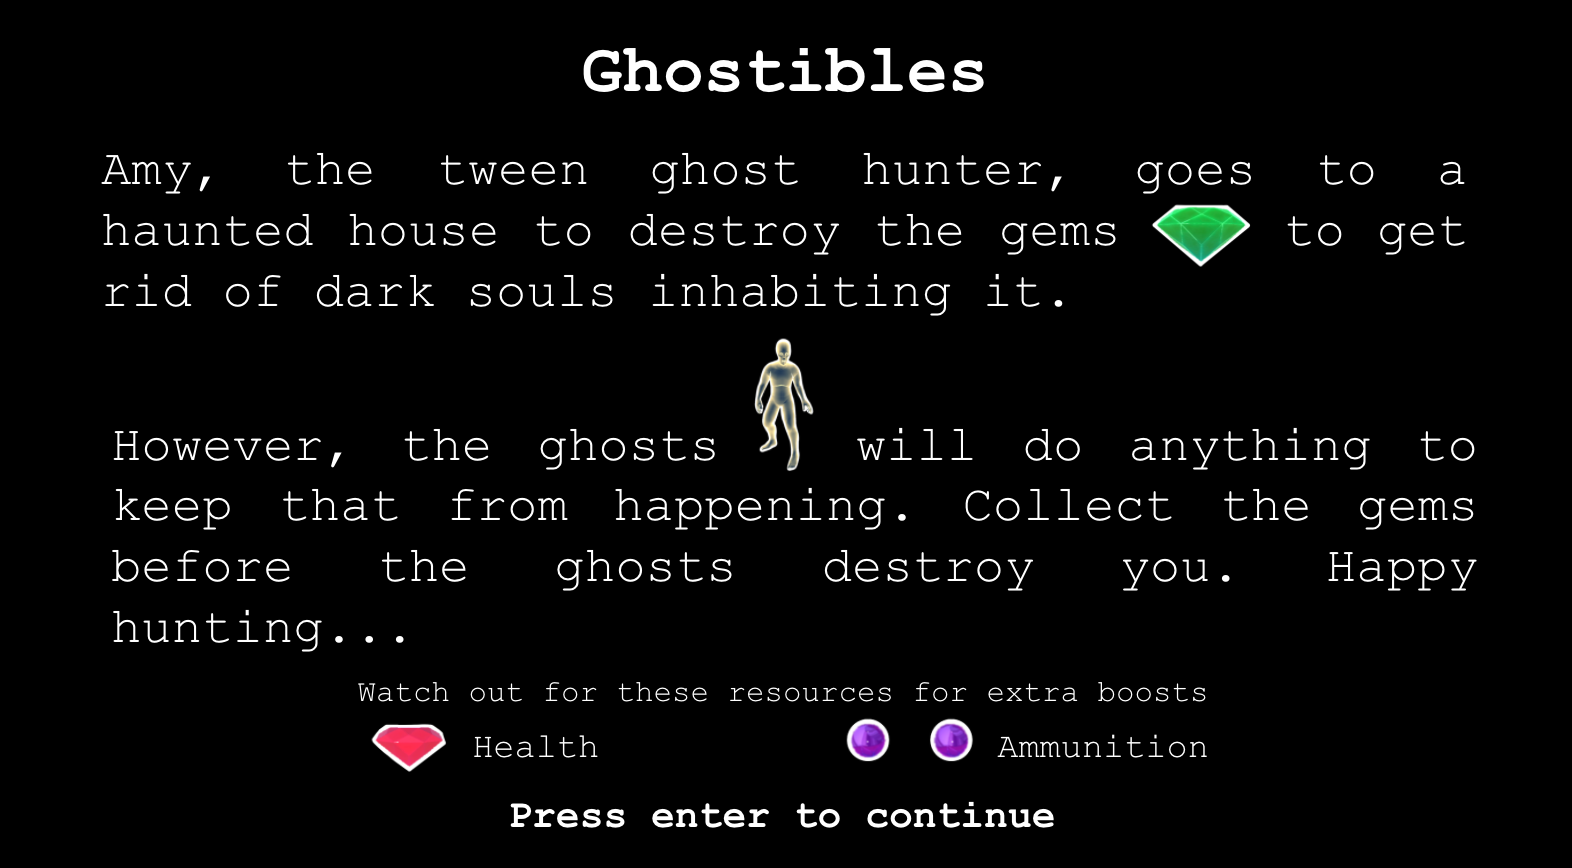 Ghostibles
Amy, the tween ghost hunter, goes to a
haunted house to destroy the gems to get
rid of dark souls inhabiting it.
However, the ghosts will do anything to
keep that from happening. Collect the gems
before the ghosts destroy you. Happy
hunting...
Watch out for these resources for extra boosts
Health Ammunition
Press enter to continue